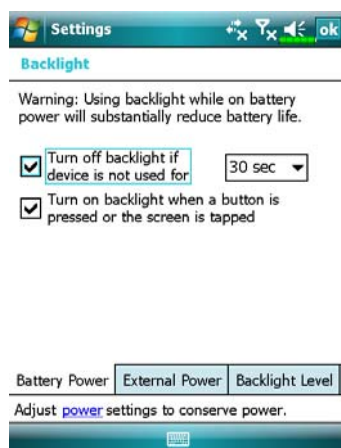 Settings
ok
Backlight
Warning: Using backlight while on battery
power will substantially reduce battery life.
Turn off backlight if
device is not used for
30 sec
Turn on backlight when a button is
pressed or the screen is tapped
Battery Power External Power Backlight Level
Adjust power settings to conserve power.